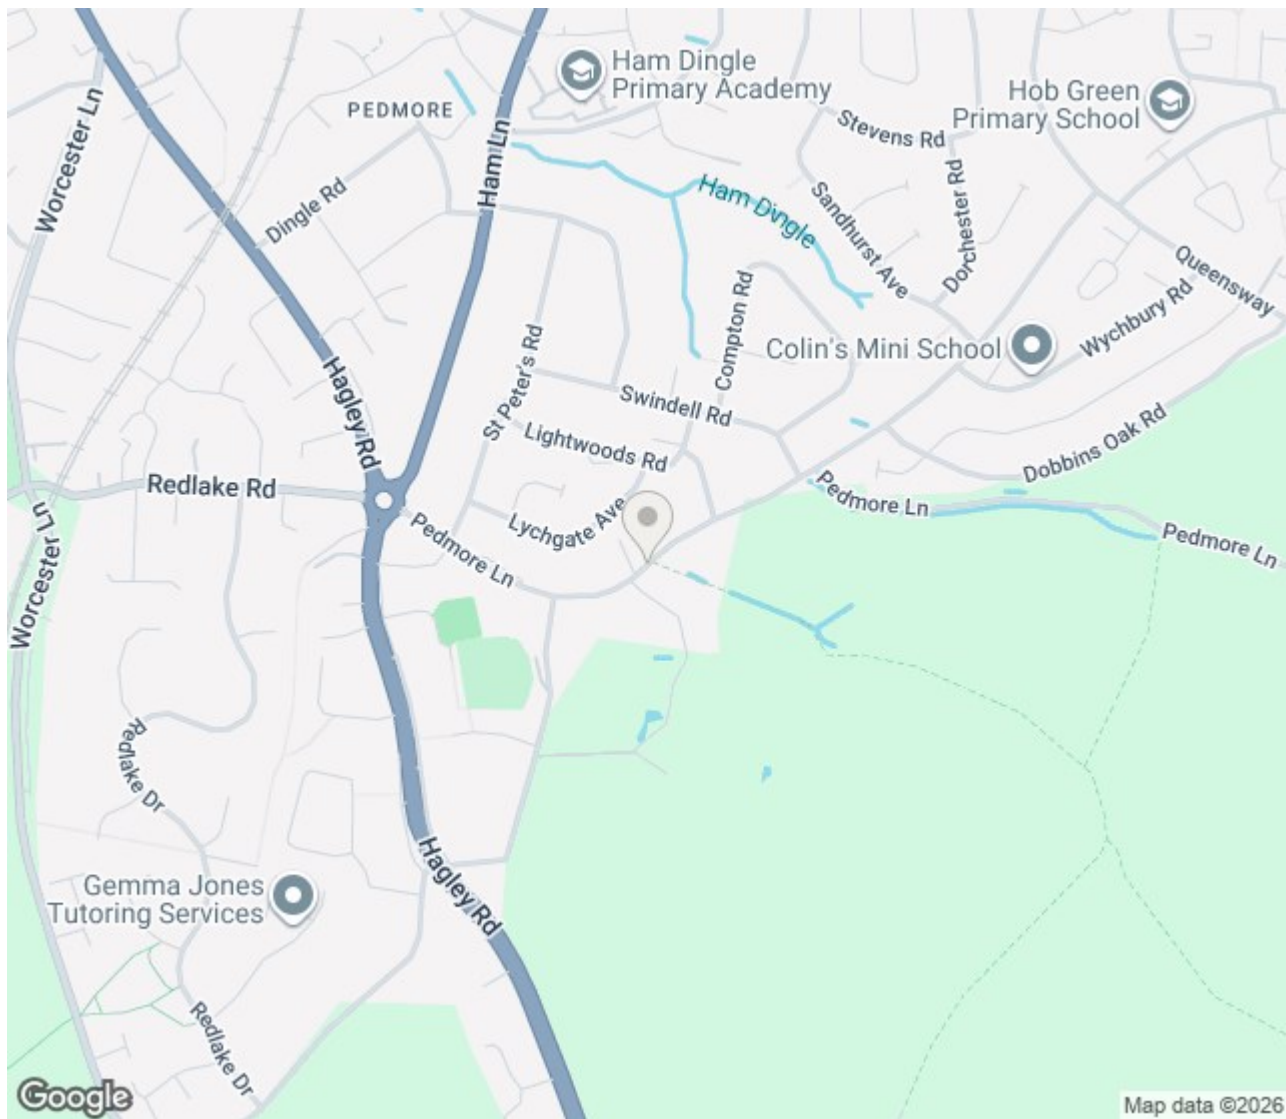 Ham Dingle
Primary Academy
Hob Green
Primary School
PEDMORE
Worcester Ln
Ham Ln
Stevens Rd
Dingle Rd
Ham Dingle
Sandhurst Ave
Dorchester Rd
Queensway
Wychbury Rd
Compton Rd
Colin's Mini School
St Peter's Rd
Hagley Rd
Swindell Rd
Lightwoods Rd
Dobbins Oak Rd
Redlake Rd
Pedmore Ln
Lychgate Ave
Pedmore Ln
Pedmore Ln
Worcester Ln
Redlake Dr
Hagley Rd
Gemma Jones
Tutoring Services
Redlake Dr
Google
Map data ©2026